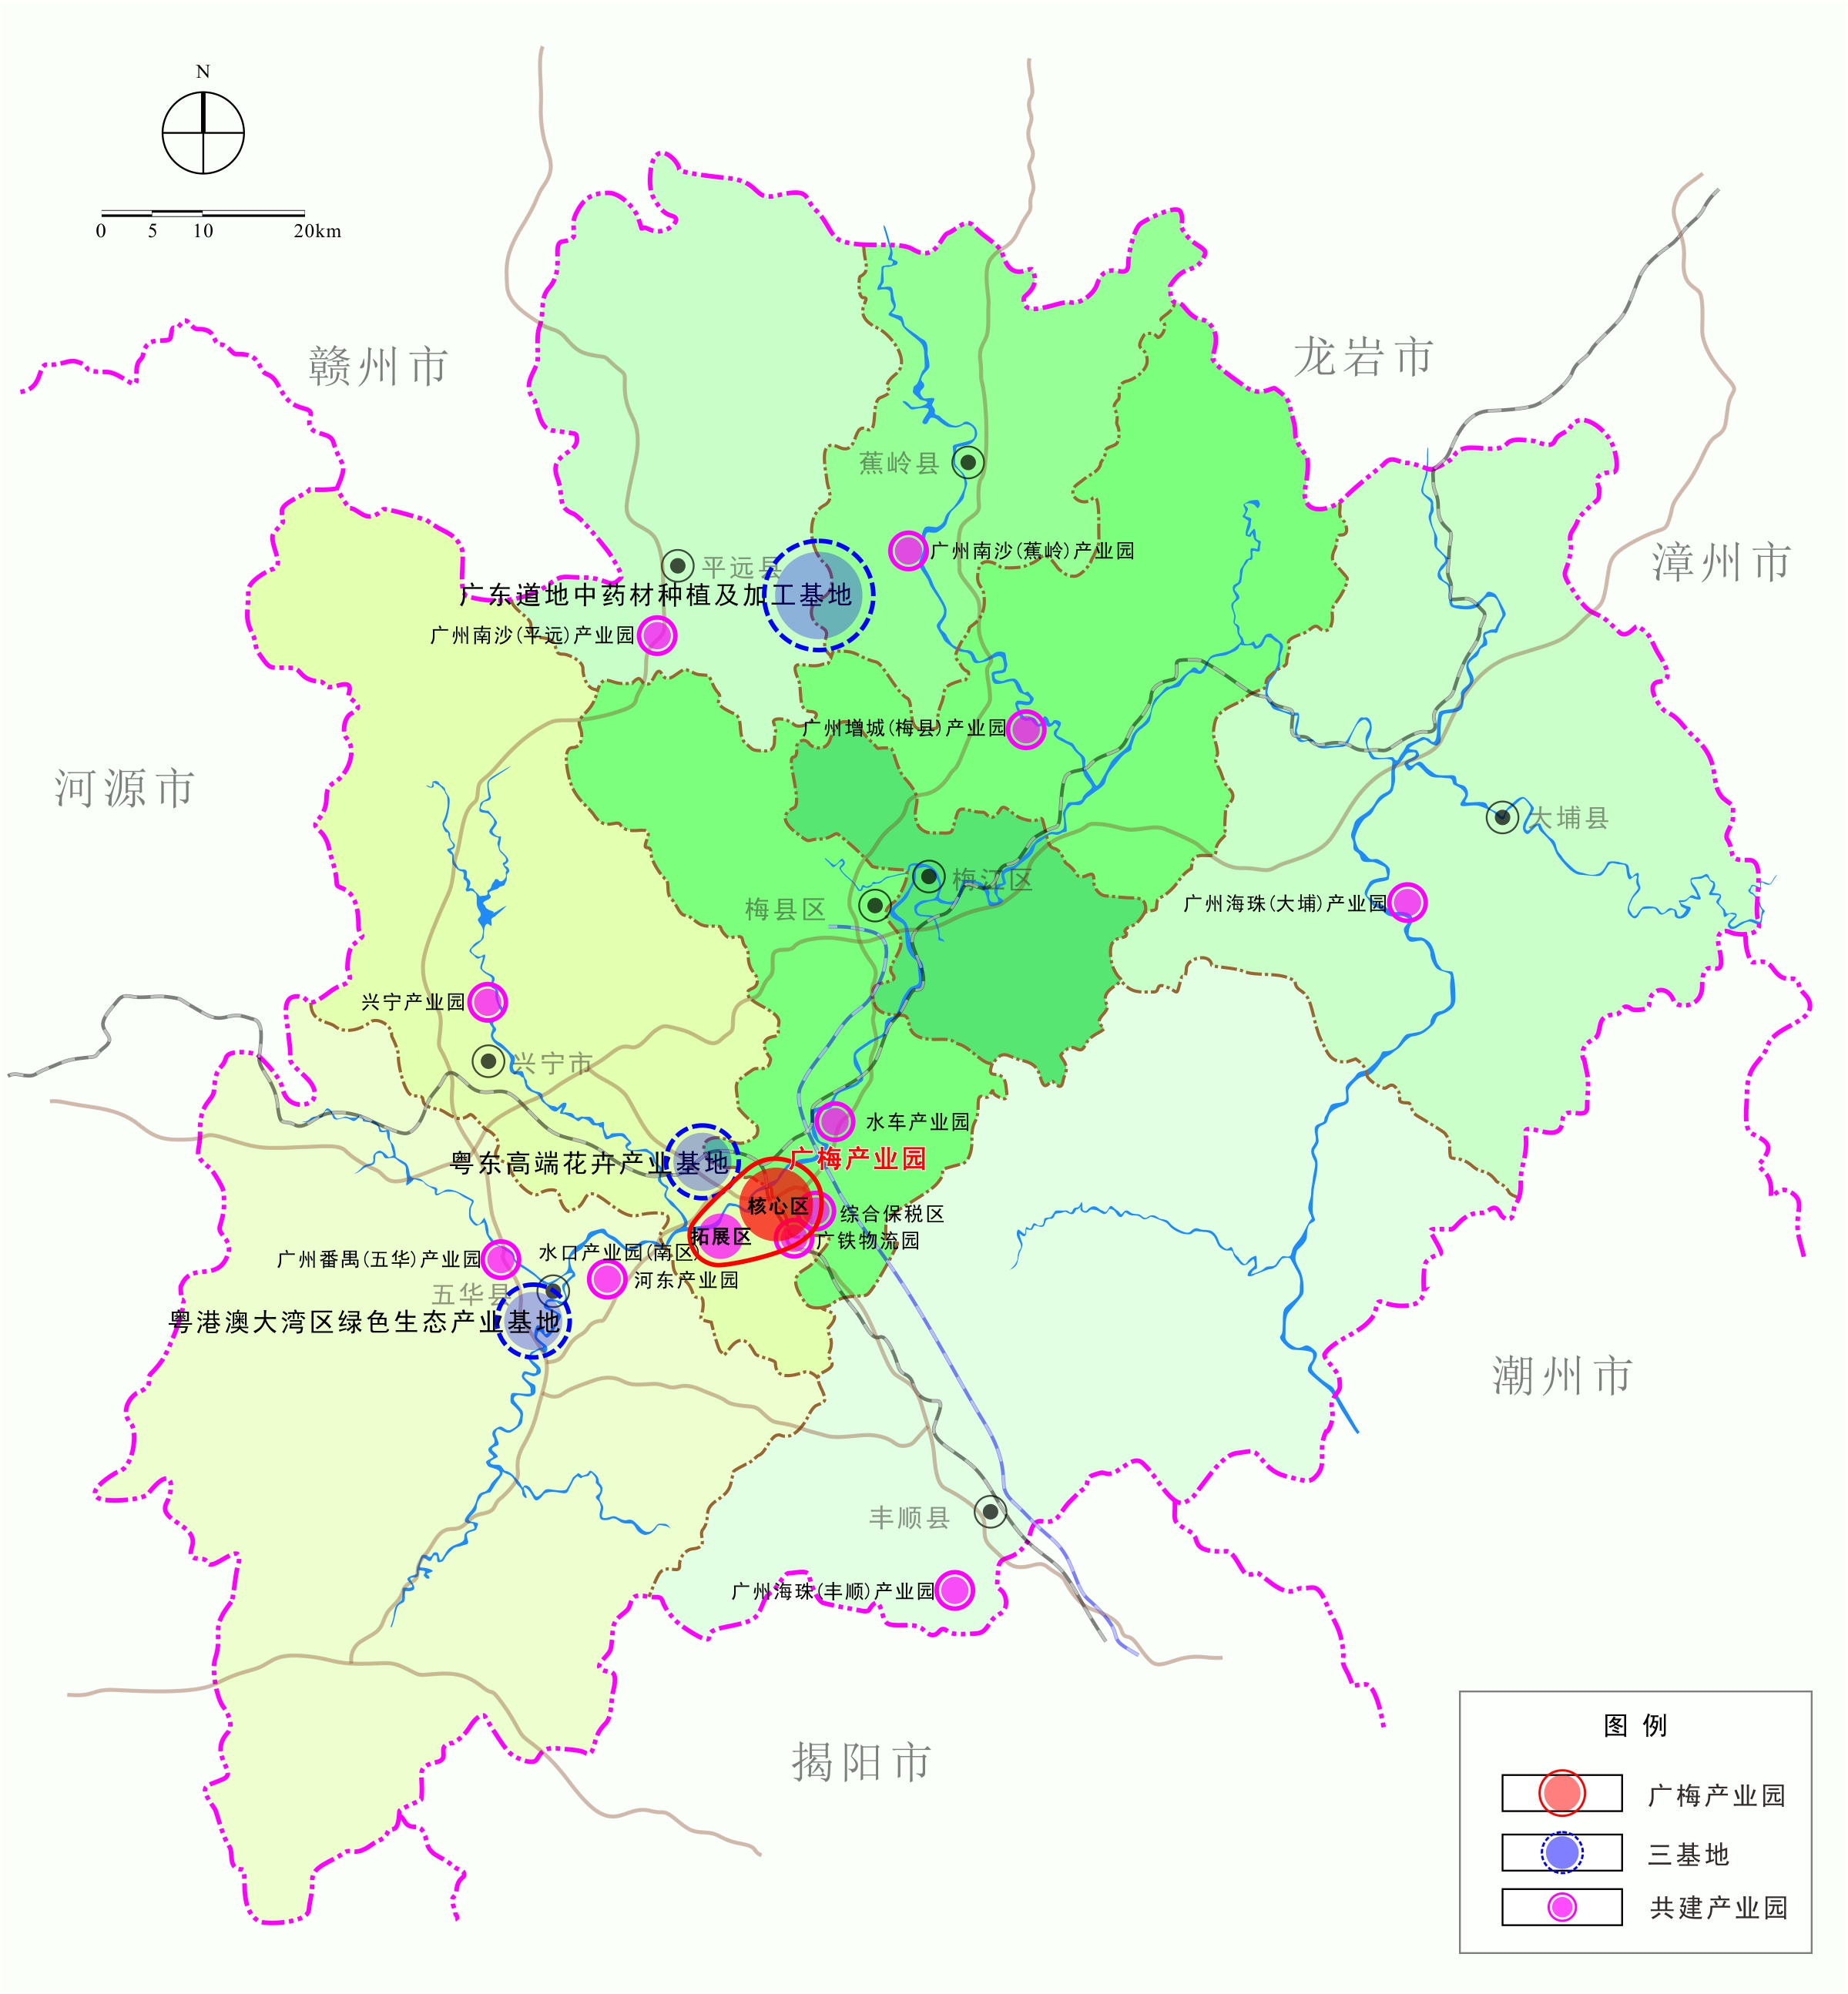 N
0 5 10 20km
赣州市
龙岩市
蕉岭县
广州南沙(蕉岭)产业园
漳州市
平远县
广东道地中药材种植及加工基地
广州南沙(平远)产业园
广州增城(梅县)产业园
河源市
大埔县
梅江区
梅县区
广州海珠(大埔)产业园
兴宁产业园
兴宁市
水车产业园
广梅产业园
粤东高端花卉产业基地
核心区
综合保税区
拓展区
广铁物流园
水口产业园(南区)
广州番禺(五华)产业园
河东产业园
五华县
粤港澳大湾区绿色生态产业基地
潮州市
丰顺县
广州海珠(丰顺)产业园
揭阳市
图 例
广梅产业园
三基地
共建产业园